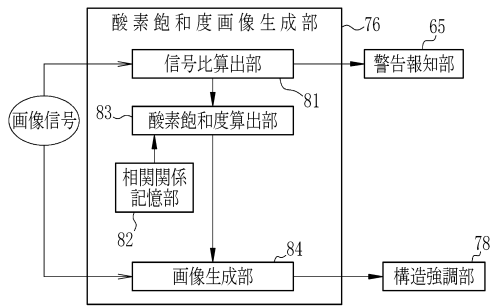 酸素飽和度画像生成部
76
信号比算出部
81
65
警告報知部
画像信号
83
酸素飽和度算出部
相関関係
記憶部
82
84
画像生成部
78
構造強調部